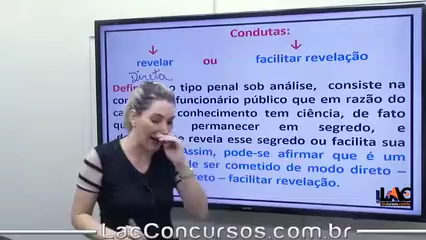 Condutas:
revelar ou facilitar revelação
Direta
o tipo penal sob análise, consiste na
funcionário público que em razão do
conhecimento tem ciência, de fato
permanecer em segredo, e
revela esse segredo ou facilita sua
Assim, pode-se afirmar que é um
ser cometido de modo direto –
– facilitar revelação.
LAC
LacConcursos.com.br